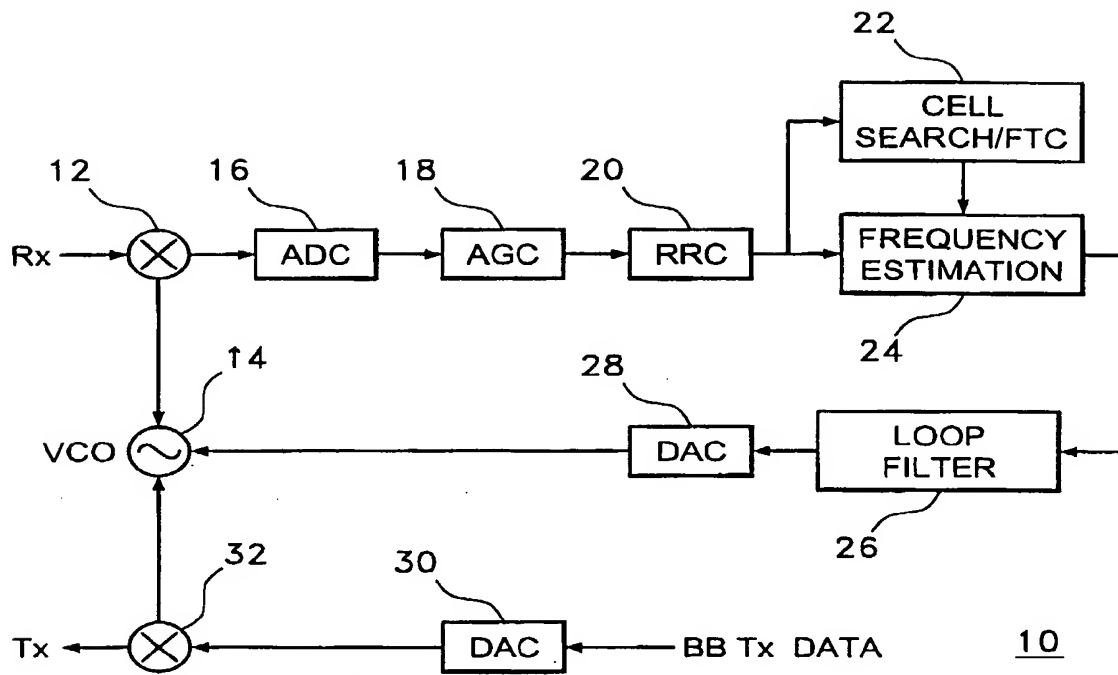 22
CELL
SEARCH/FTC
12
16
18
20
Rx
ADC
AGC
RRC
FREQUENCY
ESTIMATION
24
14
28
VCO
DAC
LOOP
FILTER
26
32
30
Tx
DAC
BB Tx DATA
10